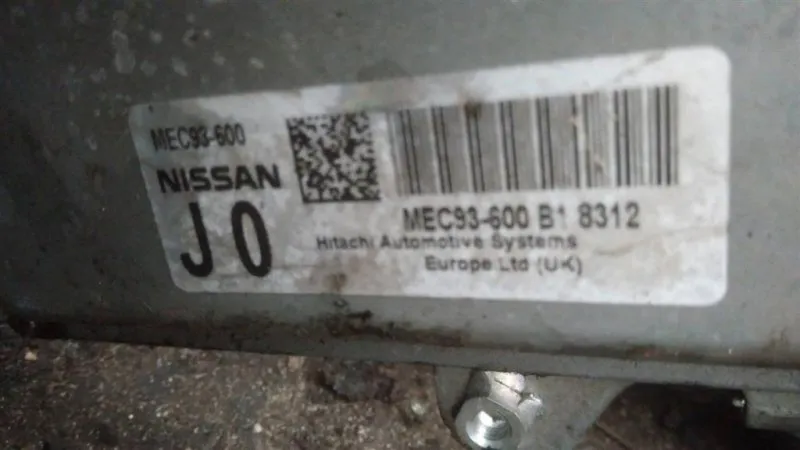 MEC93-600
NISSAN
J0
MEC93-600 B1 8312
Hitachi Automotive Systems
Europe Ltd (UK)